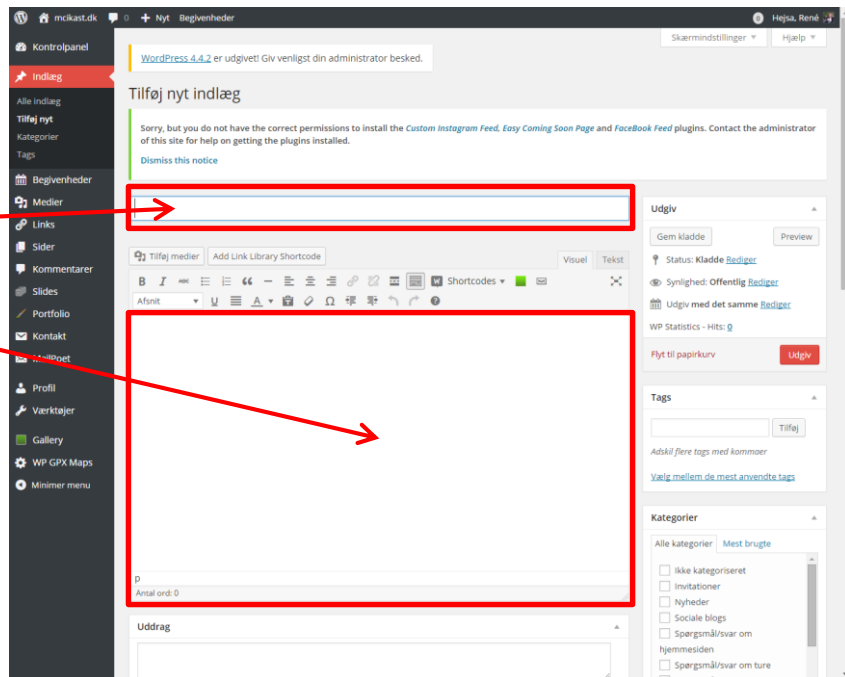 mcikast.dk 0 + Nyt Begivenheder Hejsa, René
Skærmindstillinger Hjælp
Kontrolpanel
Indlæg
Alle indlæg
Tilføj nyt
Kategorier
Tags
Begivenheder
Medier
Links
Sider
Kommentarer
Slides
Portfolio
Kontakt
MailPoet
Profil
Værktøjer
Gallery
WP GPX Maps
Minimer menu
WordPress 4.4.2 er udgivet! Giv venligst din administrator besked.
Tilføj nyt indlæg
Sorry, but you do not have the correct permissions to install the Custom Instagram Feed, Easy Coming Soon Page and FaceBook Feed plugins. Contact the administrator
of this site for help on getting the plugins installed.
Dismiss this notice
Tilføj medier Add Link Library Shortcode Visuel Tekst
B I ABC Shortcodes
Afsnit U A Ω
p
Antal ord: 0
Uddrag
Udgiv
Gem kladde Preview
Status: Kladde Rediger
Synlighed: Offentlig Rediger
Udgiv med det samme Rediger
WP Statistics - Hits: 0
Flyt til papirkurv Udgiv
Tags
Tilføj
Adskil flere tags med kommaer
Vælg mellem de mest anvendte tags
Kategorier
Alle kategorier Mest brugte
Ikke kategoriseret
Invitationer
Nyheder
Sociale blogs
Spørgsmål/svar om
hjemmesiden
Spørgsmål/svar om ture